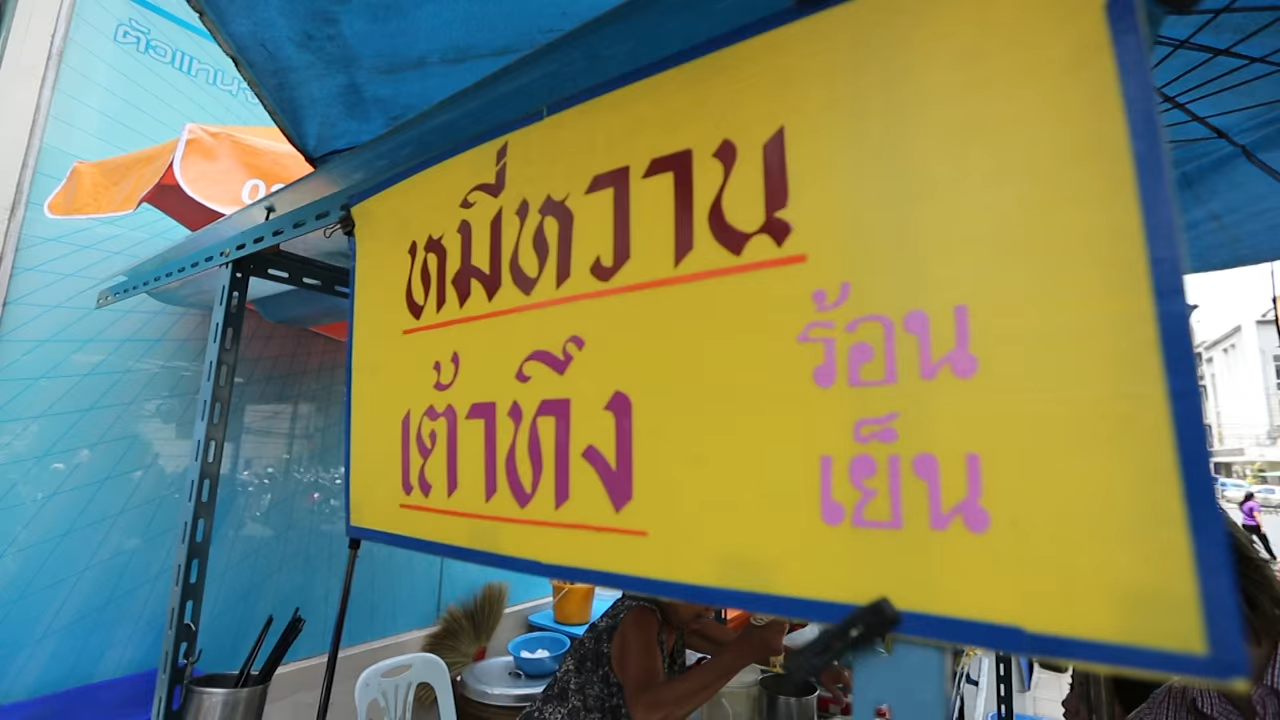 หมี่หวาน
เต้าทึง
ร้อน
เย็น